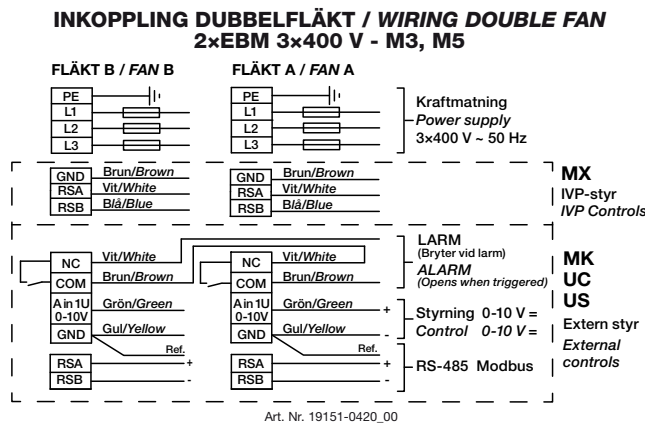 INKOPPLING DUBBELFLÄKT / WIRING DOUBLE FAN
2×EBM 3×400 V - M3, M5
FLÄKT B / FAN B
FLÄKT A / FAN A
PE
L1
L2
L3
PE
L1
L2
L3
Kraftmatning
Power supply
3×400 V ~ 50 Hz
GND Brun/Brown
RSA Vit/White
RSB Blå/Blue
GND Brun/Brown
RSA Vit/White
RSB Blå/Blue
MX
IVP-styr
IVP Controls
NC Vit/White
COM Brun/Brown
A in 1U
0-10V Grön/Green
GND Gul/Yellow
Ref.
RSA +
RSB -
NC Vit/White
COM Brun/Brown
A in 1U
0-10V Grön/Green +
GND Gul/Yellow -
Ref.
RSA +
RSB -
LARM
(Bryter vid larm)
ALARM
(Opens when triggered)
Styrning 0-10 V =
Control 0-10 V =
RS-485 Modbus
MK
UC
US
Extern styr
External
controls
Art. Nr. 19151-0420_00